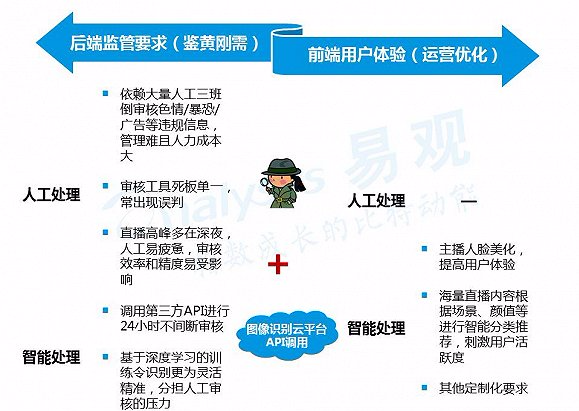 后端监管要求（鉴黄刚需）
前端用户体验（运营优化）
人工处理
依赖大量人工三班
倒审核色情/暴恐/
广告等违规信息，
管理难且人力成本
大
审核工具死板单一，
常出现误判
直播高峰多在深夜，
人工易疲惫，审核
效率和精度易受影
响
智能处理
调用第三方API进行
24小时不间断审核
基于深度学习的训
练令识别更为灵活
精准，分担人工审
核的压力
+
图像识别云平台
API调用
人工处理
—
智能处理
主播人脸美化，
提高用户体验
海量直播内容根
据场景、颜值等
进行智能分类推
荐，刺激用户活
跃度
其他定制化要求
nalysys 易观
数成长的比特动能